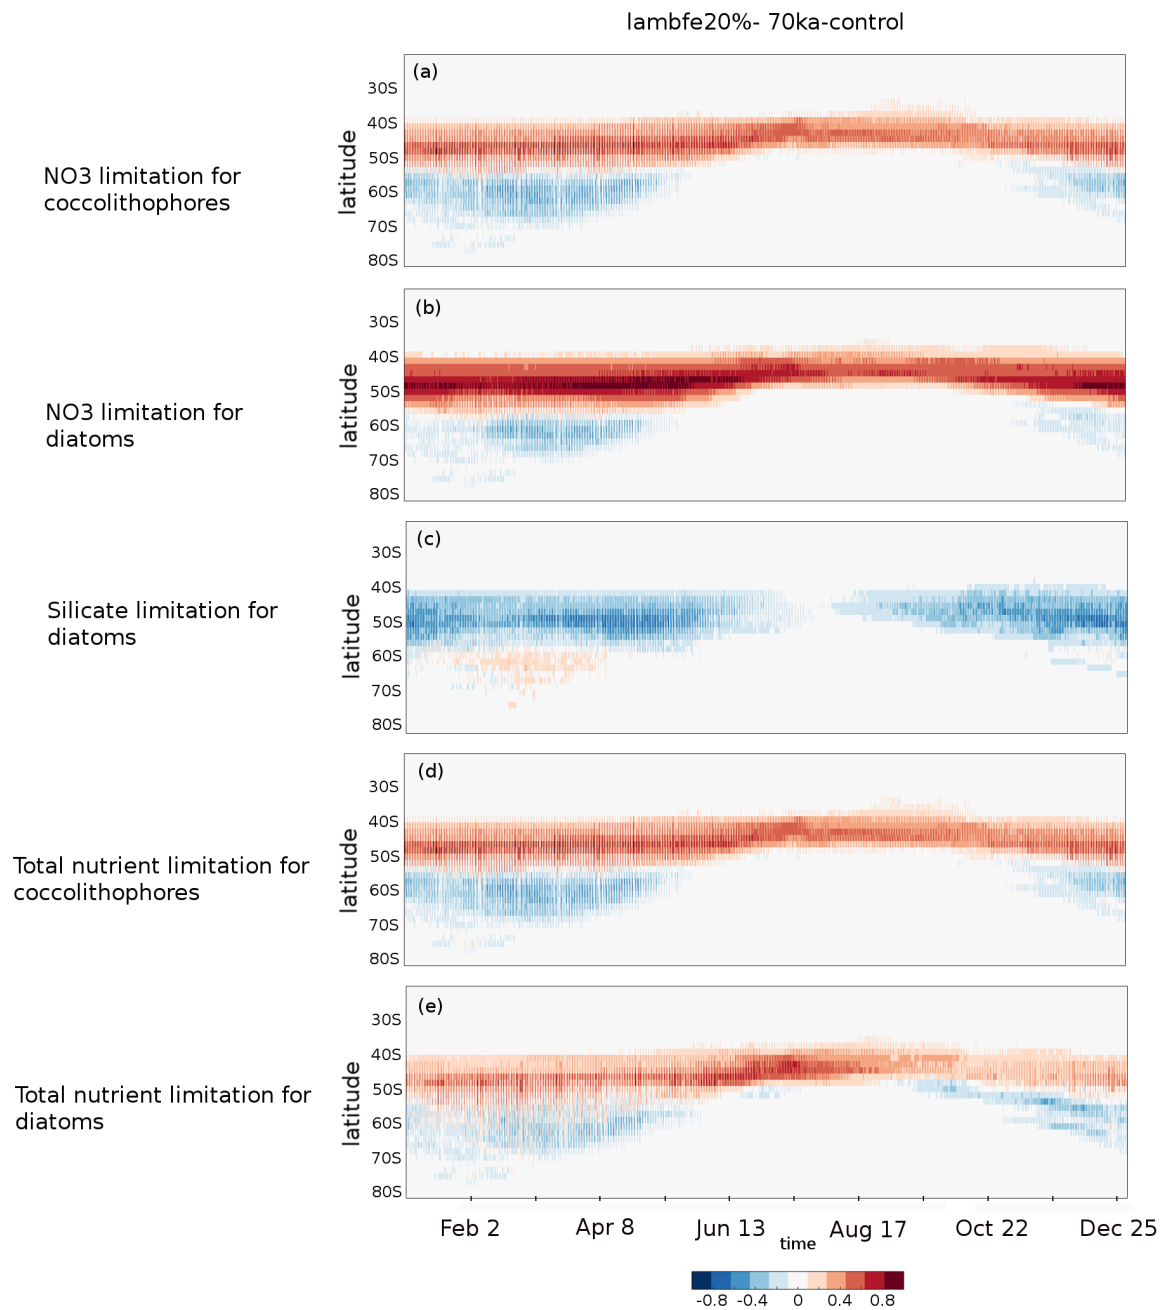 lambfe20%- 70ka-control
(a)
30S
40S
50S
60S
70S
80S
latitude
NO3 limitation for
coccolithophores
(b)
30S
40S
50S
60S
70S
80S
latitude
NO3 limitation for
diatoms
(c)
30S
40S
50S
60S
70S
80S
latitude
Silicate limitation for
diatoms
(d)
30S
40S
50S
60S
70S
80S
latitude
Total nutrient limitation for
coccolithophores
(e)
30S
40S
50S
60S
70S
80S
latitude
Total nutrient limitation for
diatoms
Feb 2 Apr 8 Jun 13 Aug 17 Oct 22 Dec 25
time
-0.8 -0.4 0 0.4 0.8